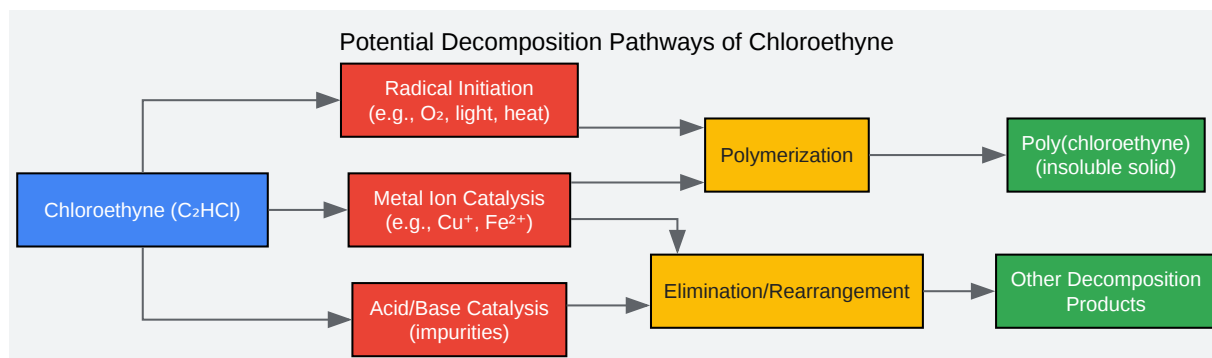 Potential Decomposition Pathways of Chloroethyne
Radical Initiation
(e.g., O₂, light, heat)
Polymerization
Poly(chloroethyne)
(insoluble solid)
Chloroethyne (C₂HCl)
Metal Ion Catalysis
(e.g., Cu⁺, Fe²⁺)
Elimination/Rearrangement
Other Decomposition
Products
Acid/Base Catalysis
(impurities)